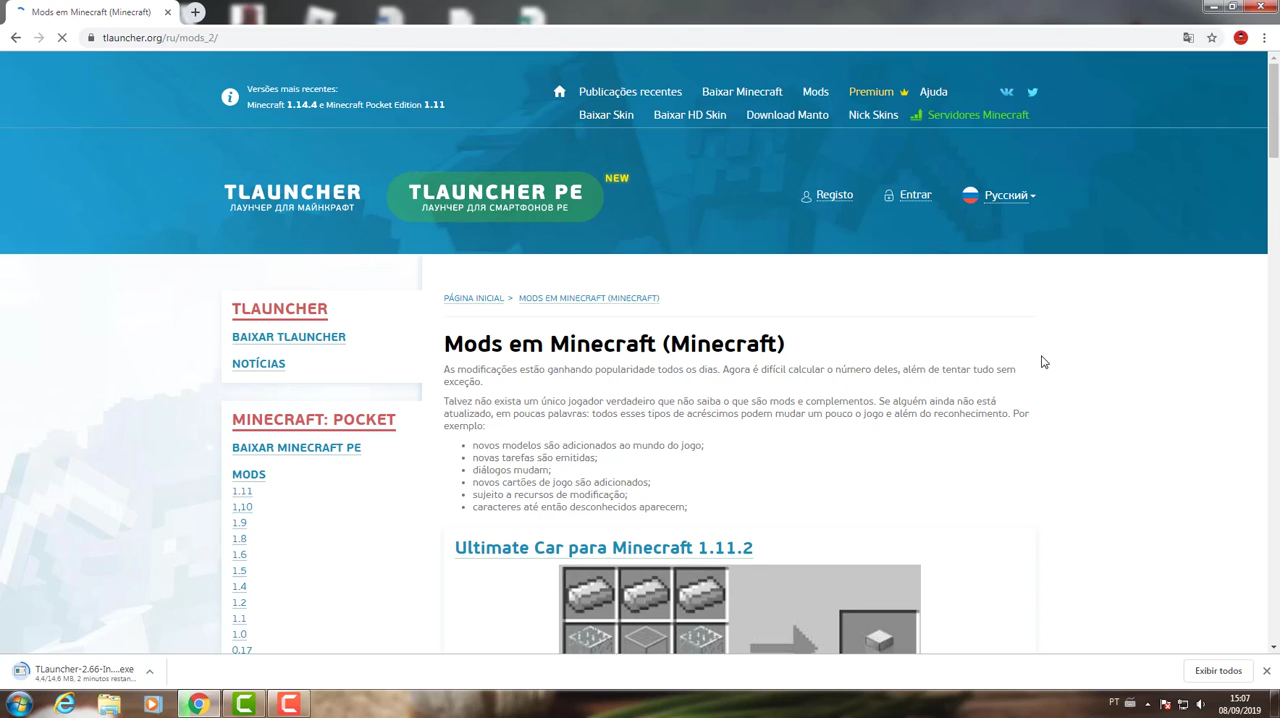 Mods em Minecraft (Minecraft)
tlauncher.org/ru/mods_2/
Versões mais recentes:
Minecraft 1.14.4 e Minecraft Pocket Edition 1.11
Publicações recentes
Baixar Minecraft
Mods
Premium
Ajuda
Baixar Skin
Baixar HD Skin
Download Manto
Nick Skins
Servidores Minecraft
TLAUNCHER
ЛАУНЧЕР ДЛЯ МАЙНКРАФТ
TLAUNCHER PE
ЛАУНЧЕР ДЛЯ СМАРТФОНОВ PE
NEW
Registo
Entrar
Русский
TLAUNCHER
BAIXAR TLAUNCHER
NOTÍCIAS
MINECRAFT: POCKET
BAIXAR MINECRAFT PE
MODS
1.11
1,10
1.9
1.8
1.6
1.5
1.4
1.2
1.1
1.0
0.17
PÁGINA INICIAL > MODS EM MINECRAFT (MINECRAFT)
Mods em Minecraft (Minecraft)
As modificações estão ganhando popularidade todos os dias. Agora é difícil calcular o número deles, além de tentar tudo sem
exceção.
Talvez não exista um único jogador verdadeiro que não saiba o que são mods e complementos. Se alguém ainda não está
atualizado, em poucas palavras: todos esses tipos de acréscimos podem mudar um pouco o jogo e além do reconhecimento. Por
exemplo:
novos modelos são adicionados ao mundo do jogo;
novas tarefas são emitidas;
diálogos mudam;
novos cartões de jogo são adicionados;
sujeito a recursos de modificação;
caracteres até então desconhecidos aparecem;
Ultimate Car para Minecraft 1.11.2
TLauncher-2.66-In....exe
4.4/14.6 MB, 2 minutos restan...
Exibir todos
PT
15:07
08/09/2019